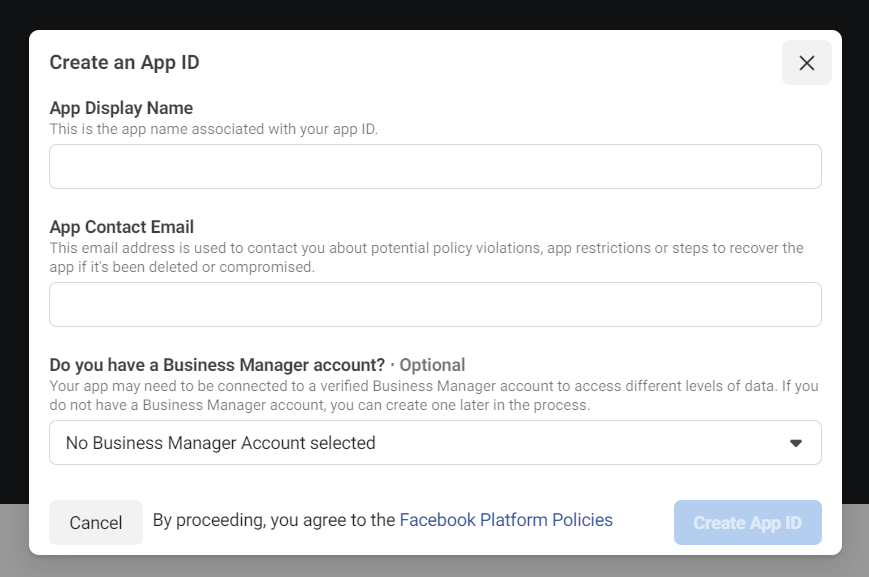 Create an App ID
App Display Name
This is the app name associated with your app ID.
App Contact Email
This email address is used to contact you about potential policy violations, app restrictions or steps to recover the
app if it's been deleted or compromised.
Do you have a Business Manager account? · Optional
Your app may need to be connected to a verified Business Manager account to access different levels of data. If you
do not have a Business Manager account, you can create one later in the process.
No Business Manager Account selected
Cancel
By proceeding, you agree to the Facebook Platform Policies
Create App ID